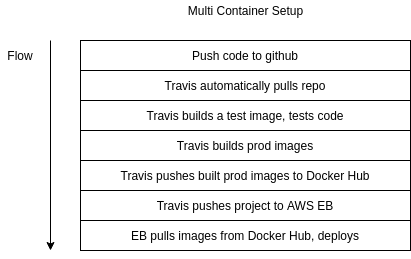 Multi Container Setup
Flow
Push code to github
Travis automatically pulls repo
Travis builds a test image, tests code
Travis builds prod images
Travis pushes built prod images to Docker Hub
Travis pushes project to AWS EB
EB pulls images from Docker Hub, deploys